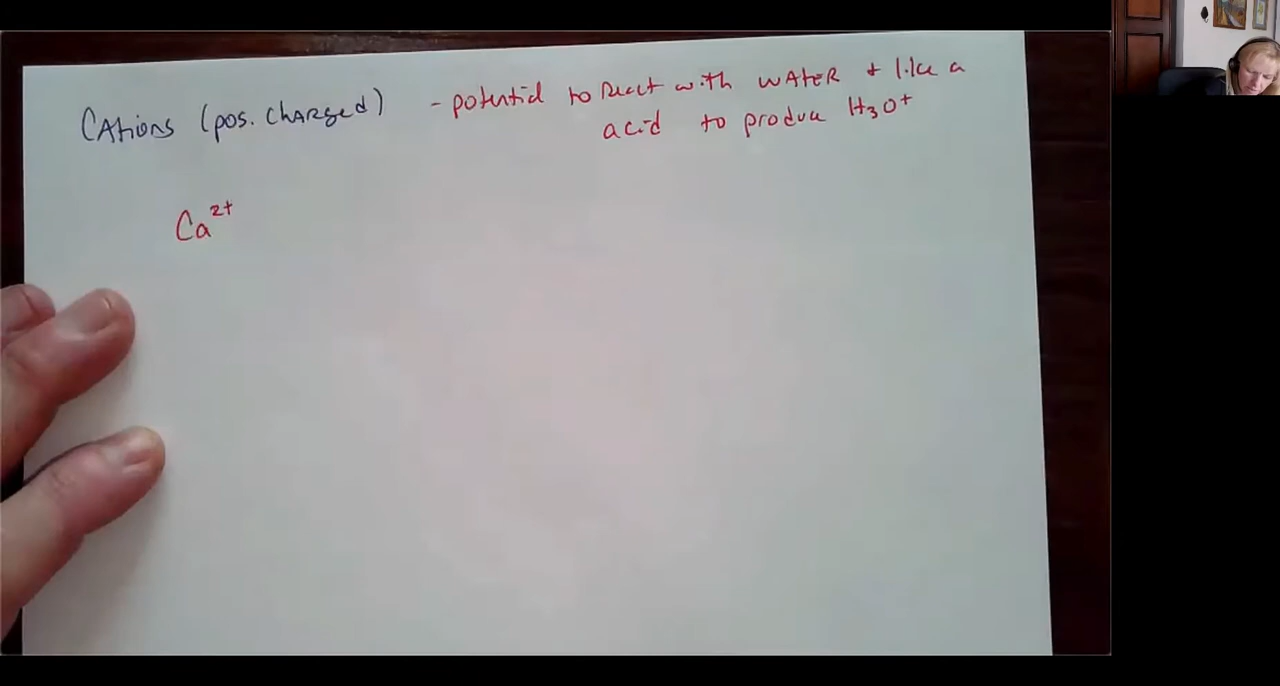 CAtions (pos. CHARged) - potential to react with WATER + like a
acid to produce H₃O⁺
Ca²⁺